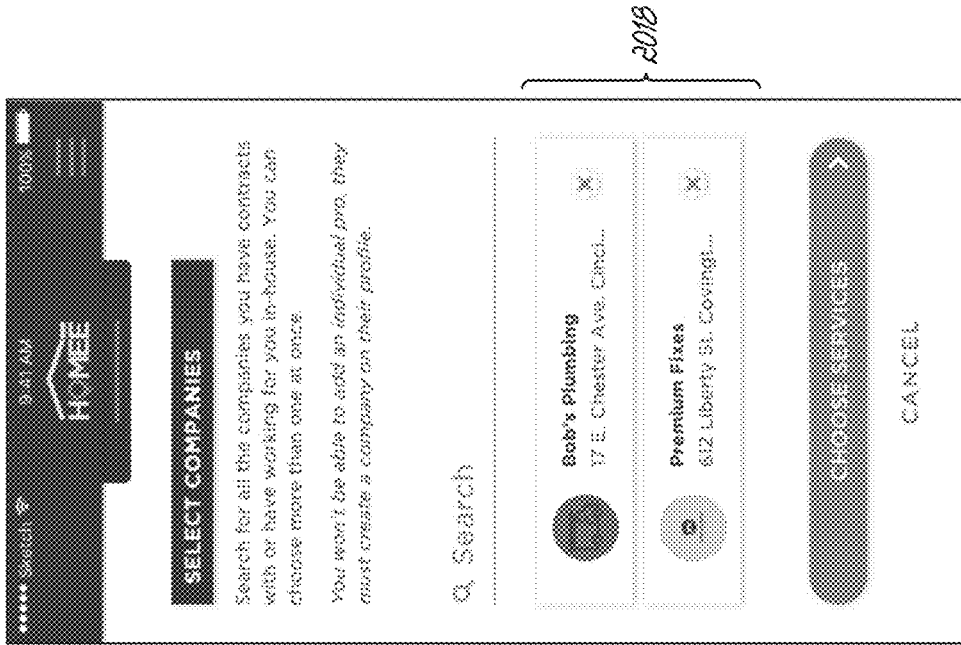 ●●●●● Sketch 9:41 AM 100%
HOMEE
SELECT COMPANIES
Search for all the companies you have contracts
with or have working for you in-house. You can
choose more than one at once.
You won't be able to add an individual pro, they
must create a company on their profile.
Search
Bob's Plumbing
17 E. Chester Ave. Cinci...
Premium Fixes
612 Liberty St. Covingt...
2018
CHOOSE SERVICES
CANCEL